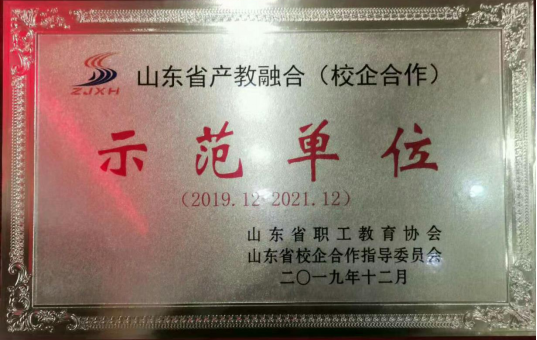 ZJXH
山东省产教融合（校企合作）
示范单位
（2019.12-2021.12）
山东省职工教育协会
山东省校企合作指导委员会
二〇一九年十二月